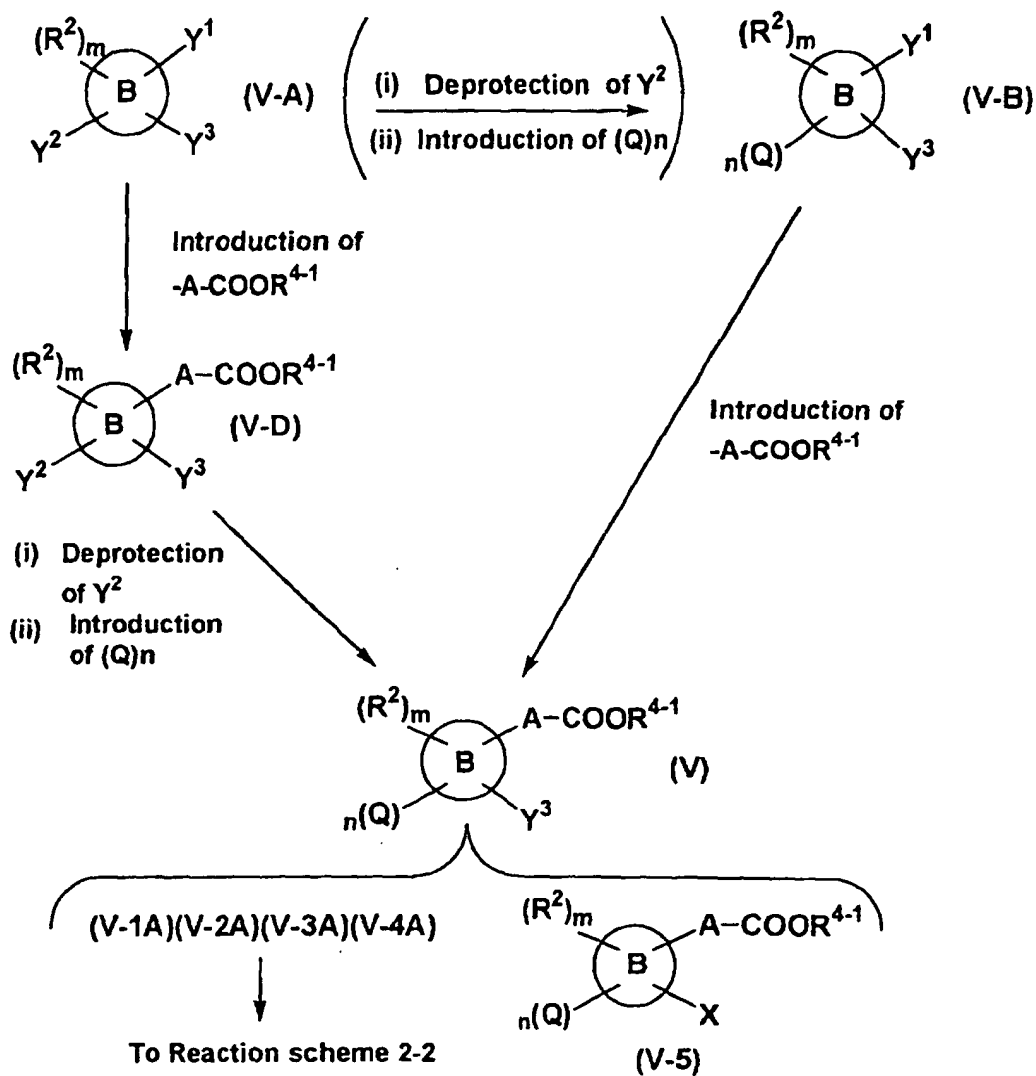 (R²)m Y¹
B
Y² Y³
(V-A)
(i) Deprotection of Y²
(ii) Introduction of (Q)n
(R²)m Y¹
B
n(Q) Y³
(V-B)
Introduction of
-A-COOR⁴⁻¹
(R²)m A–COOR⁴⁻¹
B
(V-D)
Y² Y³
Introduction of
-A-COOR⁴⁻¹
(i) Deprotection
of Y²
(ii) Introduction
of (Q)n
(R²)m A–COOR⁴⁻¹
B
(V)
n(Q) Y³
(V-1A)(V-2A)(V-3A)(V-4A)
To Reaction scheme 2-2
(R²)m A–COOR⁴⁻¹
B
n(Q) X
(V-5)